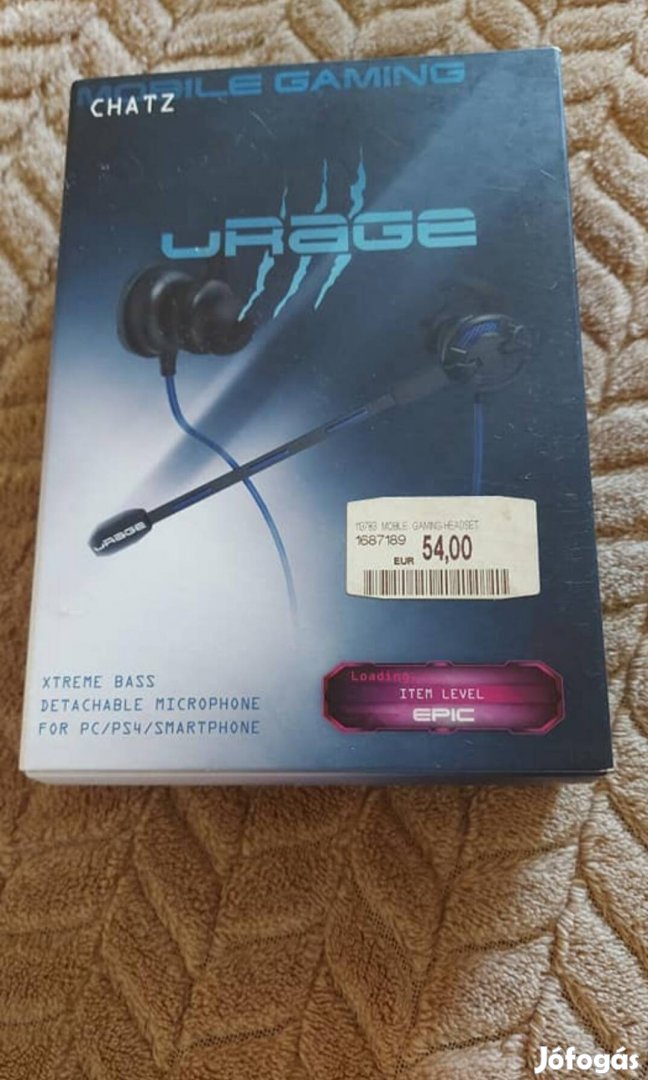 MOBILE GAMING
CHATZ
URAGE
URAGE
113783 MOBILE GAMING HEADSET
1687189
EUR 54,00
XTREME BASS
DETACHABLE MICROPHONE
FOR PC/PS4/SMARTPHONE
Loading
ITEM LEVEL
EPIC
Jófogás